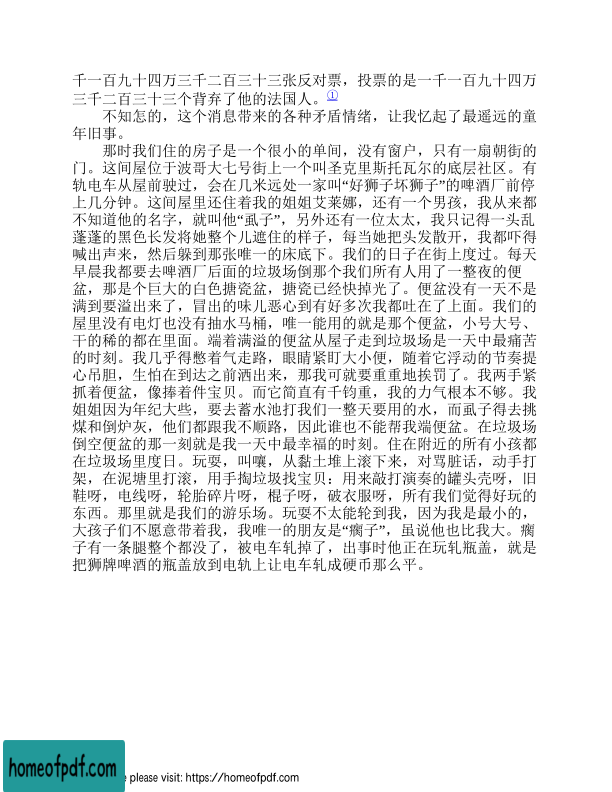 千一百九十四万三千二百三十三张反对票，投票的是一千一百九十四万
三千二百三十三个背弃了他的法国人。①
不知怎的，这个消息带来的各种矛盾情绪，让我忆起了最遥远的童
年旧事。
那时我们住的房子是一个很小的单间，没有窗户，只有一扇朝街的
门。这间屋位于波哥大七号街上一个叫圣克里斯托瓦尔的底层社区。有
轨电车从屋前驶过，会在几米远处一家叫“好狮子坏狮子”的啤酒厂前停
上几分钟。这间屋里还住着我的姐姐艾莱娜，还有一个男孩，我从来都
不知道他的名字，就叫他“虱子”，另外还有一位太太，我只记得一头乱
蓬蓬的黑色长发将她整个儿遮住的样子，每当她把头发散开，我都吓得
喊出声来，然后躲到那张唯一的床底下。我们的日子在街上度过。每天
早晨我都要去啤酒厂后面的垃圾场倒那个我们所有人用了一整夜的便
盆，那是个巨大的白色搪瓷盆，搪瓷已经快掉光了。便盆没有一天不是
满到要溢出来了，冒出的味儿恶心到有好多次我都吐在了上面。我们的
屋里没有电灯也没有抽水马桶，唯一能用的就是那个便盆，小号大号、
干的稀的都在里面。端着满溢的便盆从屋子走到垃圾场是一天中最痛苦
的时刻。我几乎得憋着气走路，眼睛紧盯大小便，随着它浮动的节奏提
心吊胆，生怕在到达之前洒出来，那我可就要重重地挨罚了。我两手紧
抓着便盆，像捧着件宝贝。而它简直有千钧重，我的力气根本不够。我
姐姐因为年纪大些，要去蓄水池打我们一整天要用的水，而虱子得去挑
煤和倒炉灰，他们都跟我不顺路，因此谁也不能帮我端便盆。在垃圾场
倒空便盆的那一刻就是我一天中最幸福的时刻。住在附近的所有小孩都
在垃圾场里度日。玩耍，叫嚷，从黏土堆上滚下来，对骂脏话，动手打
架，在泥塘里打滚，用手掏垃圾找宝贝：用来敲打演奏的罐头壳呀，旧
鞋呀，电线呀，轮胎碎片呀，棍子呀，破衣服呀，所有我们觉得好玩的
东西。那里就是我们的游乐场。玩耍不太能轮到我，因为我是最小的，
大孩子们不愿意带着我，我唯一的朋友是“瘸子”，虽说他也比我大。瘸
子有一条腿整个都没了，被电车轧掉了，出事时他正在玩轧瓶盖，就是
把狮牌啤酒的瓶盖放到电轨上让电车轧成硬币那么平。
homeofpdf.com
please visit: https://homeofpdf.com